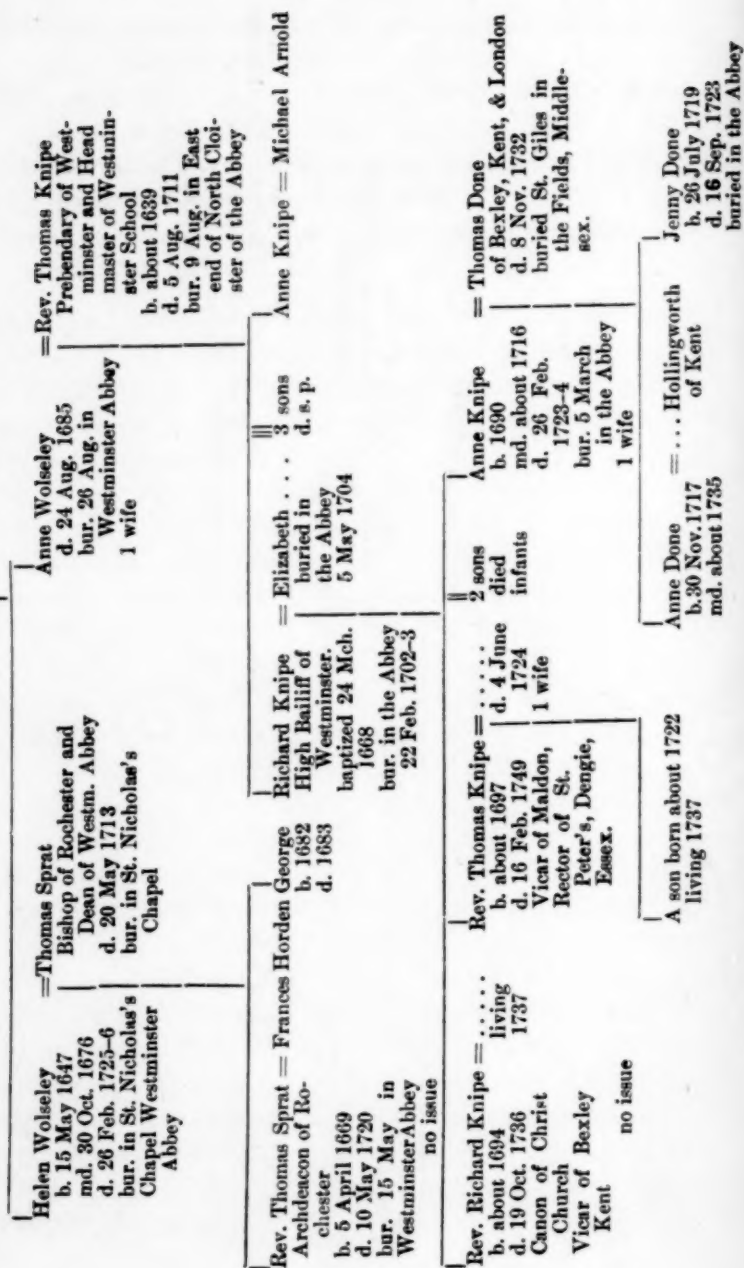 Helen Wolseley
b. 15 May 1647
md. 30 Oct. 1676
d. 26 Feb. 1725-6
bur. in St. Nicholas's
Chapel Westminster
Abbey
=Thomas Sprat
Bishop of Rochester and
Dean of Westm. Abbey
d. 20 May 1713
bur. in St. Nicholas's
Chapel
Anne Wolseley
d. 24 Aug. 1685
bur. 26 Aug. in
Westminster Abbey
1 wife
=Rev. Thomas Knipe
Prebendary of West-
minster and Head
master of Westmin-
ster School
b. about 1639
d. 5 Aug. 1711
bur. 9 Aug. in East
end of North Cloi-
ster of the Abbey
Rev. Thomas Sprat = Frances Horden
Archdeacon of Ro-
chester
b. 5 April 1669
d. 10 May 1720
bur. 15 May in
Westminster Abbey
no issue
George
b. 1682
d. 1683
Richard Knipe
High Bailiff of
Westminster.
baptized 24 Mch.
1668
bur. in the Abbey
22 Feb. 1702-3
= Elizabeth . . .
buried in
the Abbey
5 May 1704
3 sons
d. s. p.
Anne Knipe = Michael Arnold
Rev. Richard Knipe = . . . . .
b. about 1694
d. 19 Oct. 1736
Canon of Christ
Church
Vicar of Bexley
Kent
living
1737
no issue
Rev. Thomas Knipe = . . . . .
b. about 1697
d. 16 Feb. 1749
Vicar of Maldon,
Rector of St.
Peter's, Dengie,
Essex.
d. 4 June
1724
1 wife
2 sons
died
infants
Anne Knipe
b. 1690
md. about 1716
d. 26 Feb.
1723-4
bur. 5 March
in the Abbey
1 wife
= Thomas Done
of Bexley, Kent, & London
d. 8 Nov. 1732
buried St. Giles in
the Fields, Middle-
sex.
A son born about 1722
living 1737
Anne Done
b. 30 Nov. 1717
md. about 1735
= . . . Hollingworth
of Kent
Jenny Done
b. 26 July 1719
d. 16 Sep. 1723
buried in the Abbey